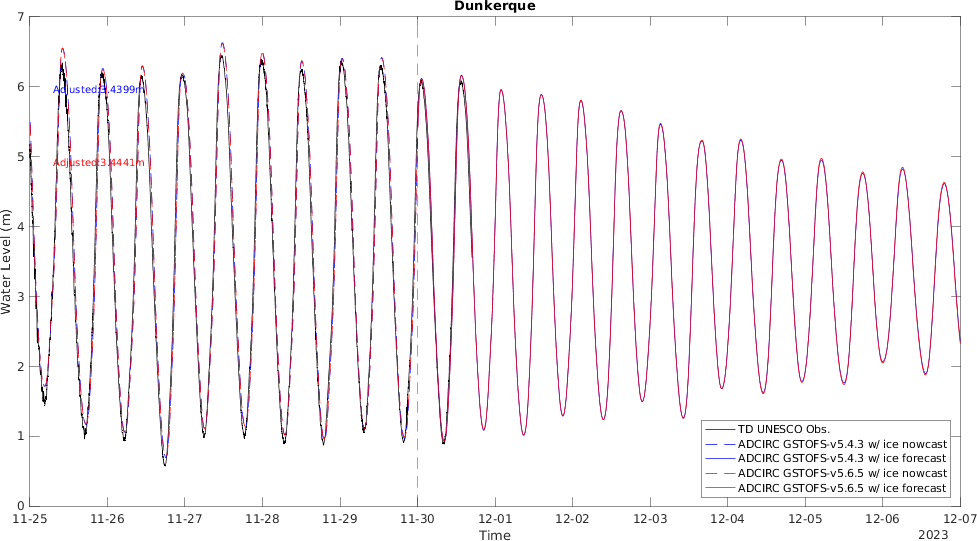 Dunkerque
7
6
5
4
3
2
1
0
Water Level (m)
Adjusted:3.4399m
Adjusted:3.4441m
TD UNESCO Obs.
ADCIRC GSTOFS-v5.4.3 w/ ice nowcast
ADCIRC GSTOFS-v5.4.3 w/ ice forecast
ADCIRC GSTOFS-v5.6.5 w/ ice nowcast
ADCIRC GSTOFS-v5.6.5 w/ ice forecast
11-25 11-26 11-27 11-28 11-29 11-30 12-01 12-02 12-03 12-04 12-05 12-06 12-07
Time
2023